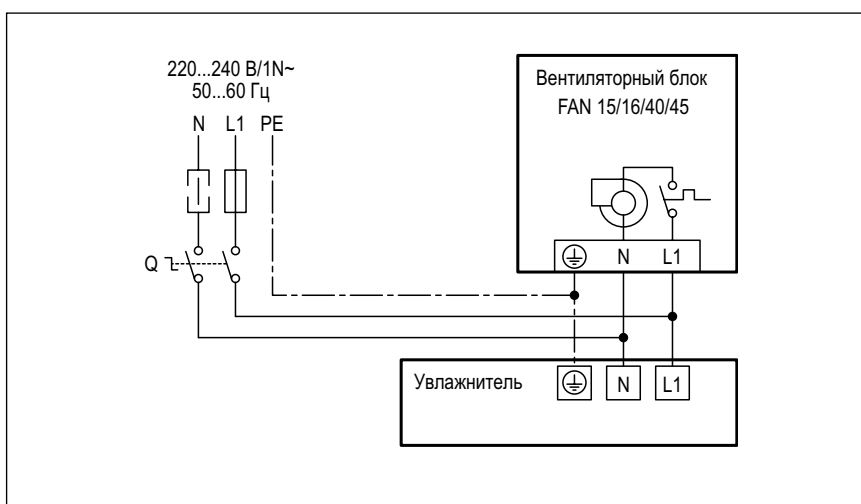 220...240 В/1N~
50...60 Гц
N L1 PE
Вентиляторный блок
FAN 15/16/40/45
Q
N L1
Увлажнитель
N L1